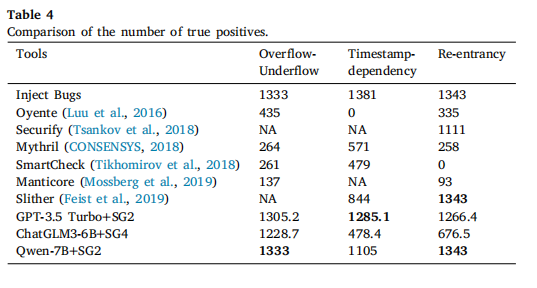 Table 4
Comparison of the number of true positives.
Tools Overflow- Timestamp- Re-entrancy
Underflow dependency
Inject Bugs 1333 1381 1343
Oyente (Luu et al., 2016) 435 0 335
Securify (Tsankov et al., 2018) NA NA 1111
Mythril (CONSENSYS, 2018) 264 571 258
SmartCheck (Tikhomirov et al., 2018) 261 479 0
Manticore (Mossberg et al., 2019) 137 NA 93
Slither (Feist et al., 2019) NA 844 1343
GPT-3.5 Turbo+SG2 1305.2 1285.1 1266.4
ChatGLM3-6B+SG4 1228.7 478.4 676.5
Qwen-7B+SG2 1333 1105 1343